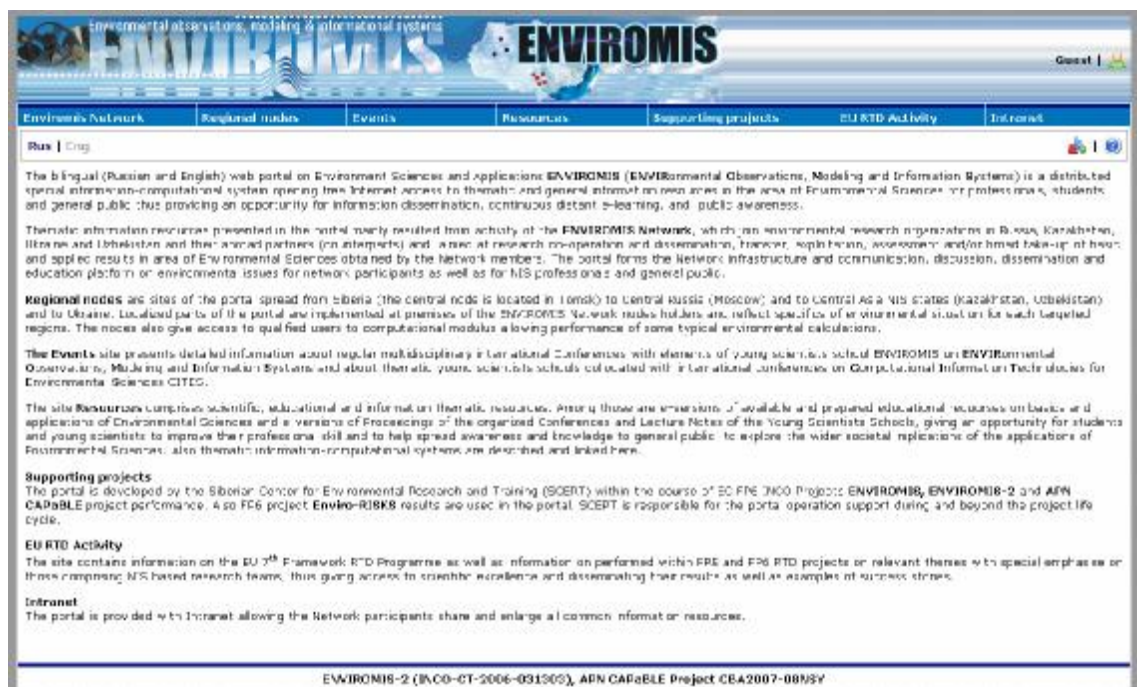 Environmental observations, modeling & informational systems
ENVIROMIS ENVIROMIS
Guest |
Enviromis Network Regional nodes Events Resources Supporting projects EU RTD Activity Intranet
Rus | Eng
The bilingual (Russian and English) web portal on Environment Sciences and Applications ENVIROMIS (ENVIRonmental Observations, Modeling and Information Systems) is a distributed
special information-computational system opening free Internet access to thematic and general information resources in the area of Environmental Sciences for professionals, students
and general public thus providing an opportunity for information dissemination, continuous distant e-learning, and public awareness.
Thematic information resources presented in the portal mainly resulted from activity of the ENVIROMIS Network, which join environmental research organizations in Russia, Kazakhstan,
Ukraine and Uzbekistan and their abroad partners (counterparts) and aimed at research co-operation and dissemination, transfer, exploitation, assessment and/or broad take-up of basic
and applied results in area of Environmental Sciences obtained by the Network members. The portal forms the Network infrastructure and communication, discussion, dissemination and
education platform on environmental issues for network participants as well as for NIS professionals and general public.
Regional nodes are sites of the portal spread from Siberia (the central node is located in Tomsk) to Central Russia (Moscow) and to Central Asia NIS states (Kazakhstan, Uzbekistan)
and to Ukraine. Localized parts of the portal are implemented at premises of the ENVIROMIS Network nodes holders and reflect specifics of environmental situation for each targeted
regions. The nodes also give access to qualified users to computational modulus allowing performance of some typical environmental calculations.
The Events site presents detailed information about regular multidisciplinary international Conferences with elements of young scientists school ENVIROMIS on ENVIRonmental
Observations, Modeling and Information Systems and about thematic young scientists schools collocated with international conferences on Computational Information Technologies for
Environmental Sciences CITES.
The site Resources comprises scientific, educational and information thematic resources. Among those are e-versions of available and prepared educational recourses on basics and
applications of Environmental Sciences and e-versions of Proceedings of the organized Conferences and Lecture Notes of the Young Scientists Schools, giving an opportunity for students
and young scientists to improve their professional skill and to help spread awareness and knowledge to general public to explore the wider societal implications of the applications of
Environmental Sciences. Also thematic information-computational systems are described and linked here.
Supporting projects
The portal is developed by the Siberian Center for Environmental Research and Training (SCERT) within the course of EC FP6 INCO Projects ENVIROMIS, ENVIROMIS-2 and APN
CAPaBLE project performance. Also FP6 project Enviro-RISKS results are used in the portal. SCERT is responsible for the portal operation support during and beyond the project life
cycle.
EU RTD Activity
The site contains information on the EU 7th Framework RTD Programme as well as information on performed within FP5 and FP6 RTD projects on relevant themes with special emphases on
those comprising NIS based research teams, thus giving access to scientific excellence and disseminating their results as well as examples of success stories.
Intranet
The portal is provided with Intranet allowing the Network participants share and enlarge all common information resources.
ENVIROMIS-2 (INCO-CT-2006-031303), APN CAPaBLE Project CBA2007-08NSY